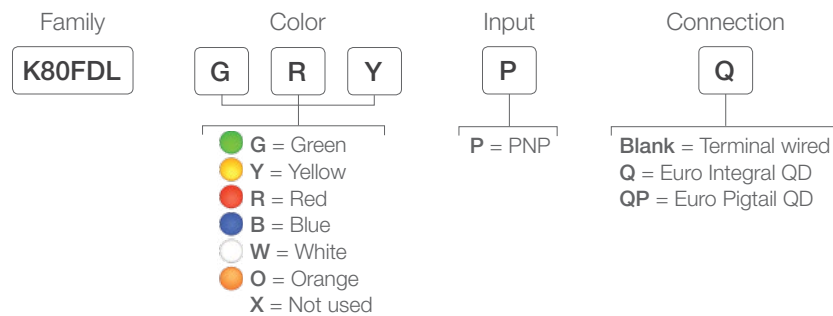 Family Color Input Connection
K80FDL G R Y P Q
G = Green
Y = Yellow
R = Red
B = Blue
W = White
O = Orange
X = Not used
P = PNP
Blank = Terminal wired
Q = Euro Integral QD
QP = Euro Pigtail QD